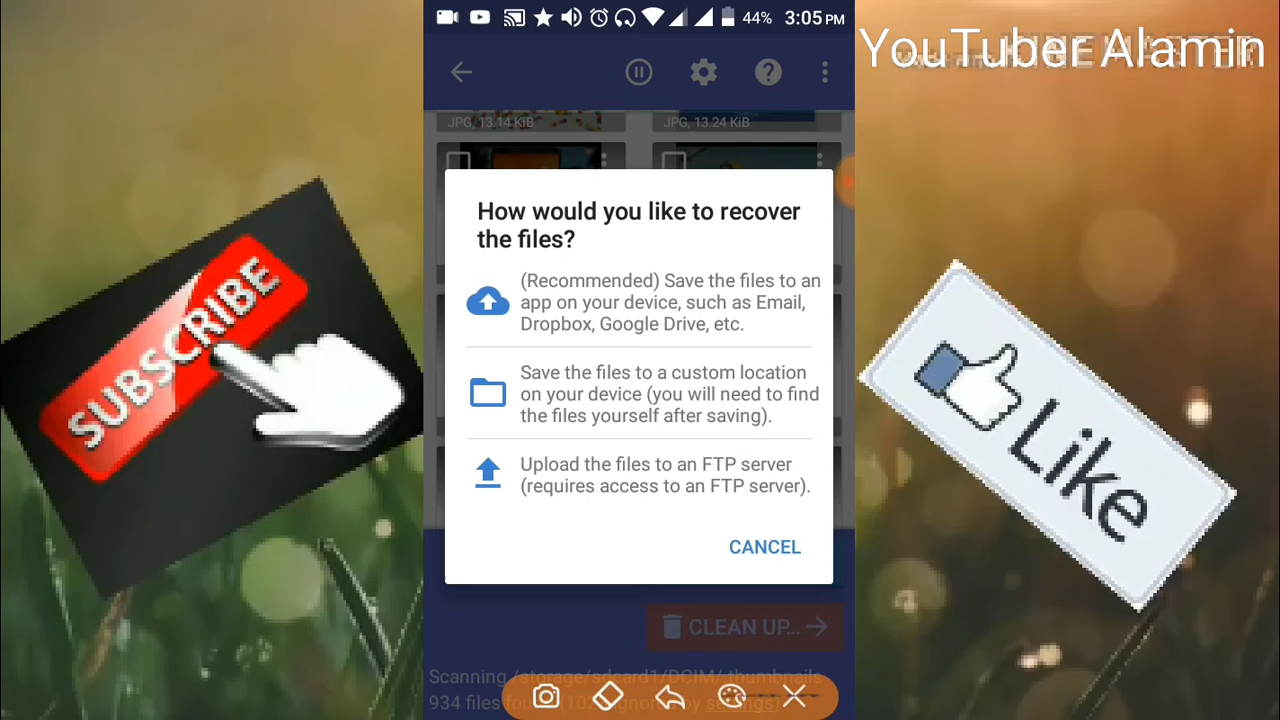 44% 3:05 PM
YouTuber Alamin
JPG, 13.14 KiB
JPG, 13.24 KiB
How would you like to recover
the files?
(Recommended) Save the files to an
app on your device, such as Email,
Dropbox, Google Drive, etc.
Save the files to a custom location
on your device (you will need to find
the files yourself after saving).
Upload the files to an FTP server
(requires access to an FTP server).
CANCEL
SUBSCRIBE
Like
CLEAN UP...
Scanning /storage/sdcard1/DCIM/.thumbnails
934 files
ignored by settings)